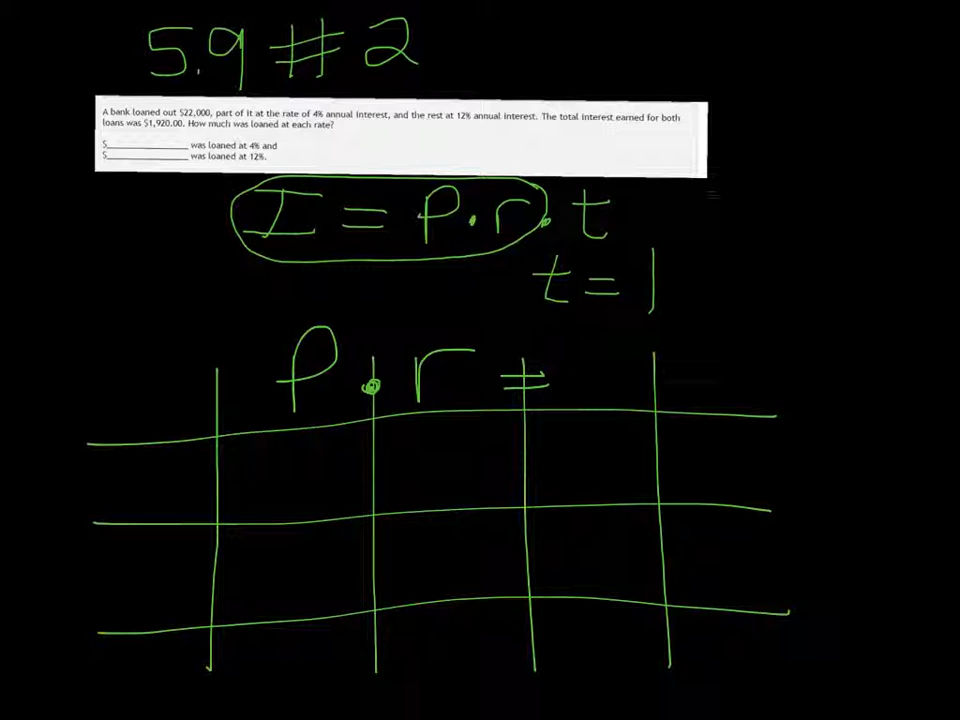 5.9 # 2
A bank loaned out $22,000, part of it at the rate of 4% annual interest, and the rest at 12% annual interest. The total interest earned for both
loans was $1,920.00. How much was loaned at each rate?
$______________ was loaned at 4% and
$______________ was loaned at 12%.
I = P · r · t
t = 1
P · r =